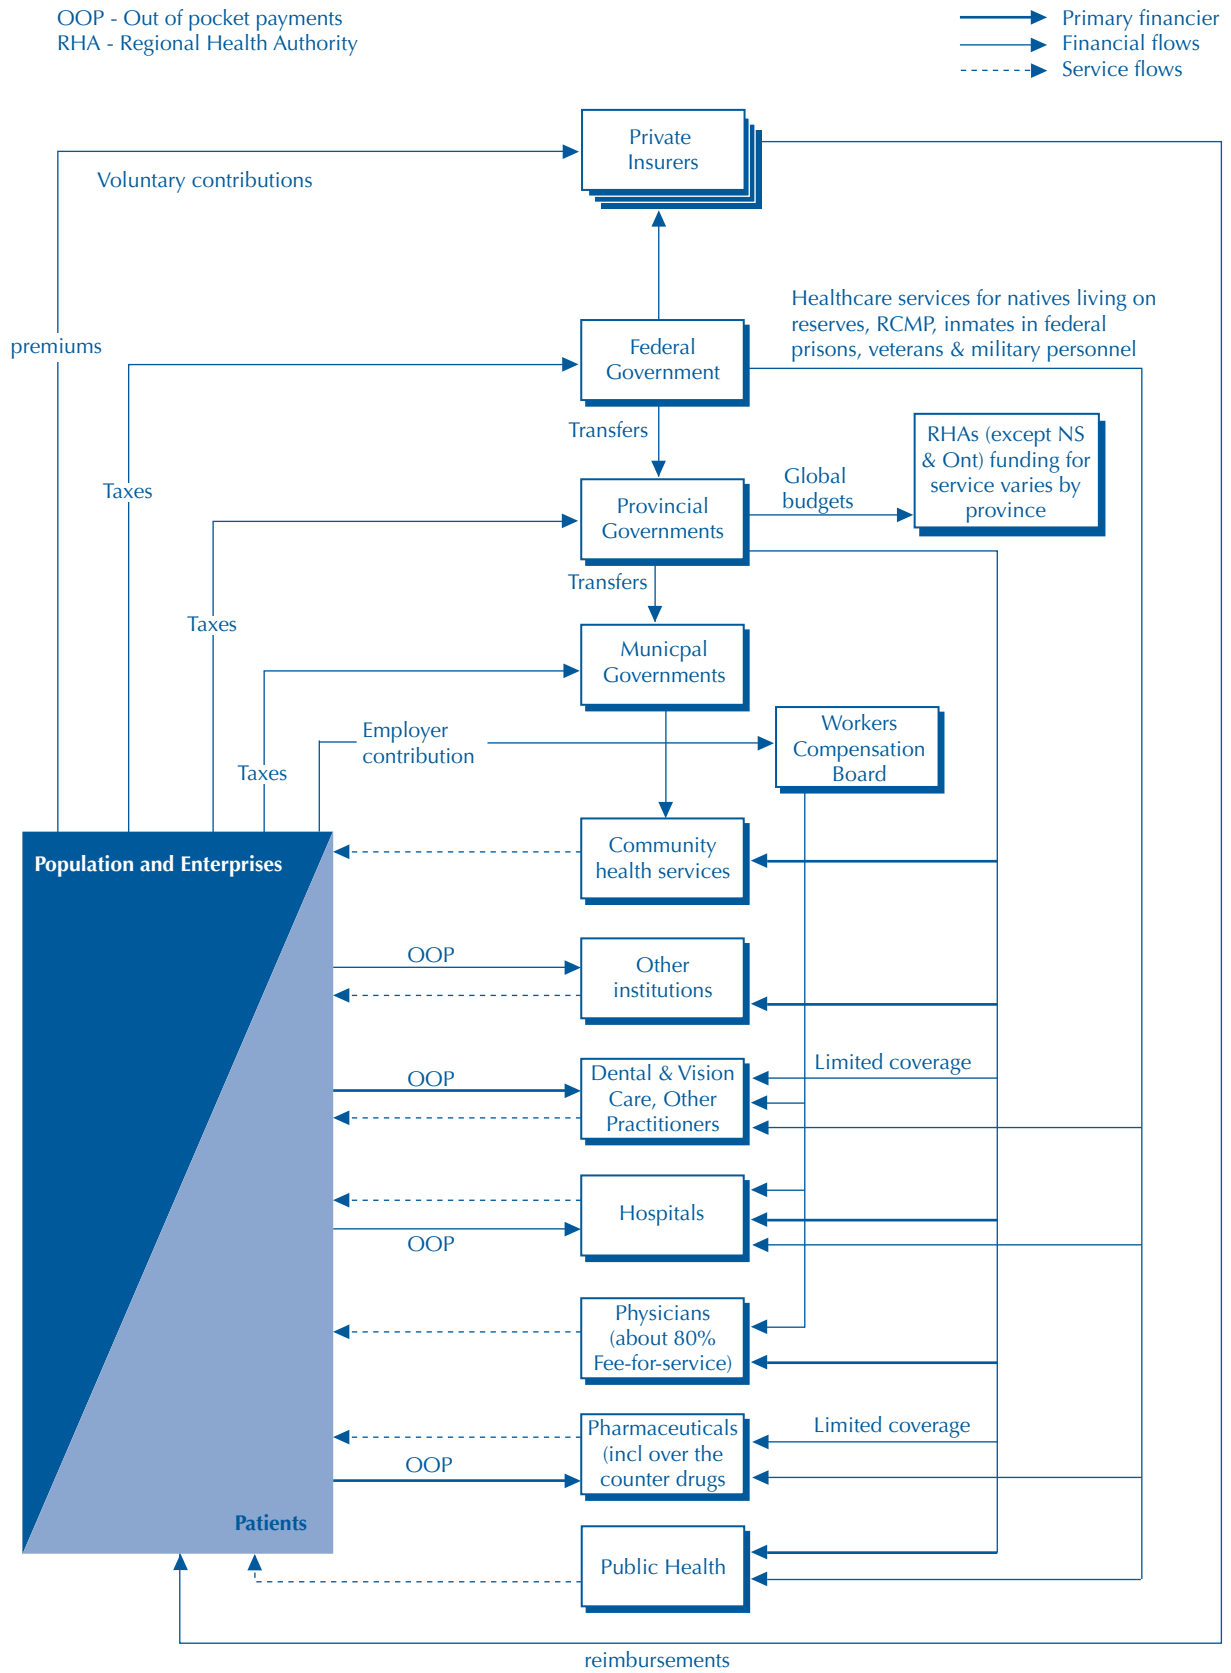 OOP - Out of pocket payments
RHA - Regional Health Authority
Primary financier
Financial flows
Service flows
Private
Insurers
Voluntary contributions
premiums
Healthcare services for natives living on
reserves, RCMP, inmates in federal
prisons, veterans & military personnel
Federal
Government
Transfers
Taxes
RHAs (except NS
& Ont) funding for
service varies by
province
Global
budgets
Provincial
Governments
Transfers
Taxes
Municpal
Governments
Employer
contribution
Taxes
Workers
Compensation
Board
Population and Enterprises
Community
health services
OOP
Other
institutions
OOP
Dental & Vision
Care, Other
Practitioners
Limited coverage
Hospitals
OOP
Physicians
(about 80%
Fee-for-service)
Pharmaceuticals
(incl over the
counter drugs
Limited coverage
OOP
Patients
Public Health
reimbursements